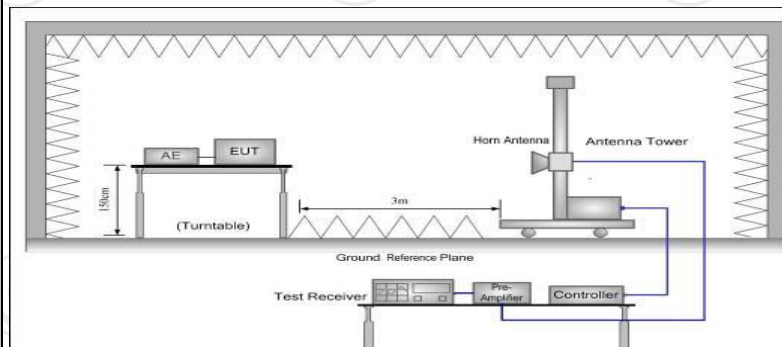 Horn Antenna
Antenna Tower
AE
EUT
150cm
3m
(Turntable)
Ground Reference Plane
Test Receiver
Pre-
Amplifier
Controller